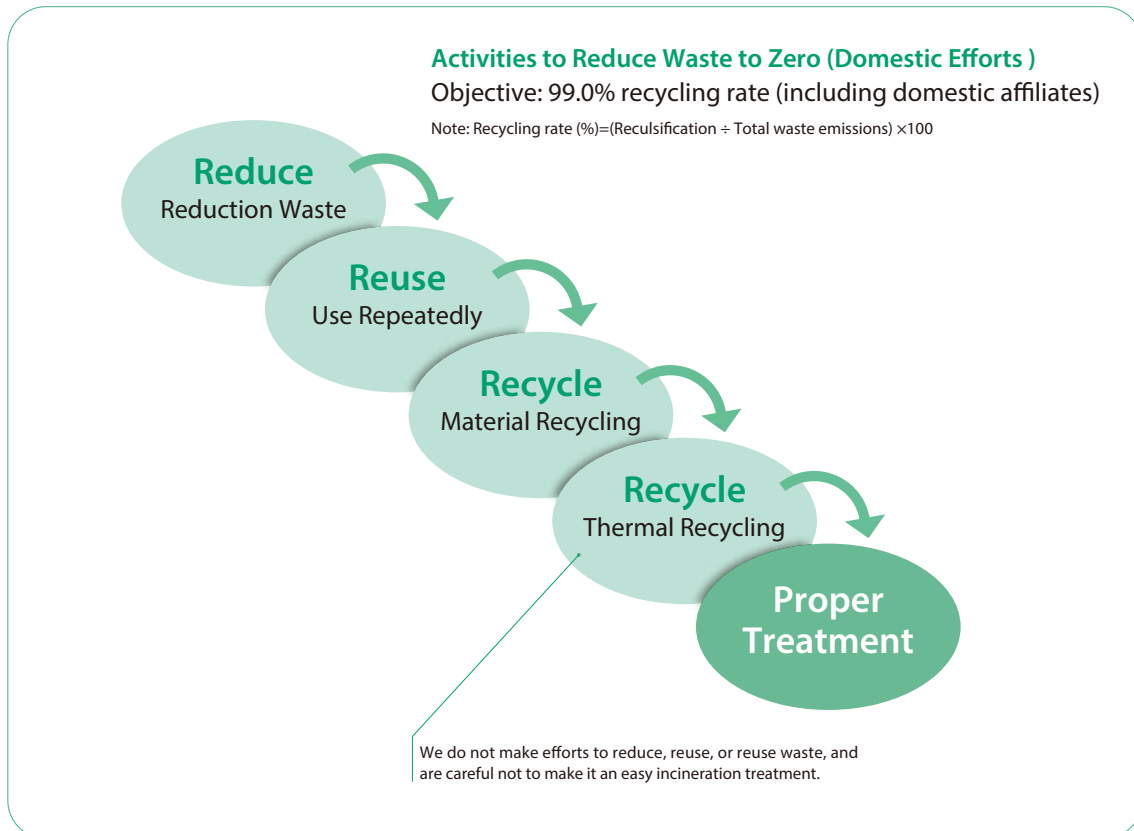 Activities to Reduce Waste to Zero (Domestic Efforts )
Objective: 99.0% recycling rate (including domestic affiliates)
Note: Recycling rate (%)=(Reculsification ÷ Total waste emissions) ×100
Reduce
Reduction Waste
Reuse
Use Repeatedly
Recycle
Material Recycling
Recycle
Thermal Recycling
Proper
Treatment
We do not make efforts to reduce, reuse, or reuse waste, and
are careful not to make it an easy incineration treatment.